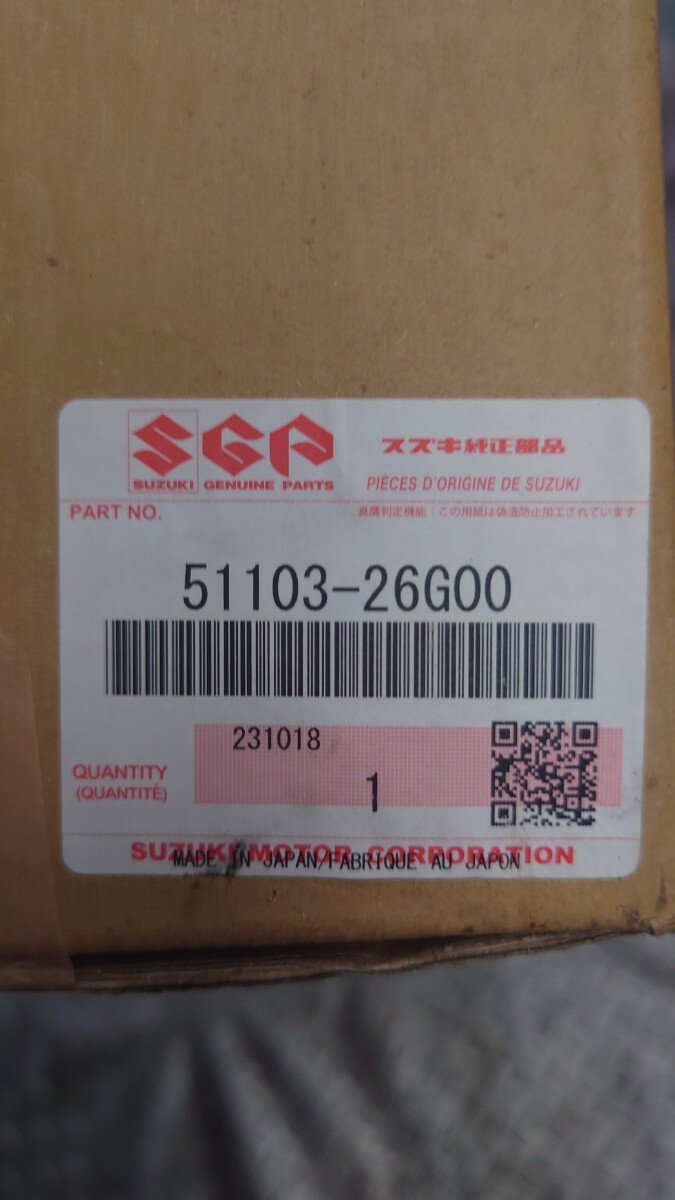 SGP
スズキ純正部品
SUZUKI GENUINE PARTS
PIÈCES D'ORIGINE DE SUZUKI
PART NO.
真贋判定機能:この用紙は偽造防止加工されています
51103-26G00
231018
QUANTITY
(QUANTITÉ)
1
SUZUKI MOTOR CORPORATION
MADE IN JAPAN/FABRIQUE AU JAPON